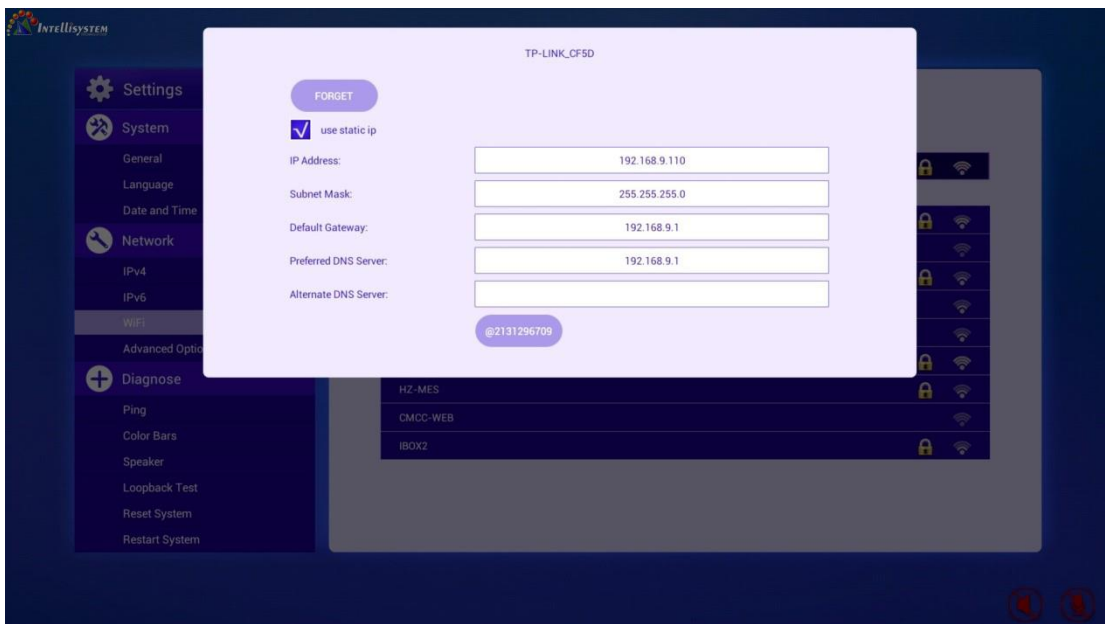 INTELLISYSTEM
TP-LINK_CF5D
FORGET
use static ip
IP Address:
192.168.9.110
Subnet Mask:
255.255.255.0
Default Gateway:
192.168.9.1
Preferred DNS Server:
192.168.9.1
Alternate DNS Server:
@2131296709
Settings
System
General
Language
Date and Time
Network
IPv4
IPv6
WiFi
Advanced Optio
Diagnose
Ping
Color Bars
Speaker
Loopback Test
Reset System
Restart System
HZ-MES
CMCC-WEB
IBOX2